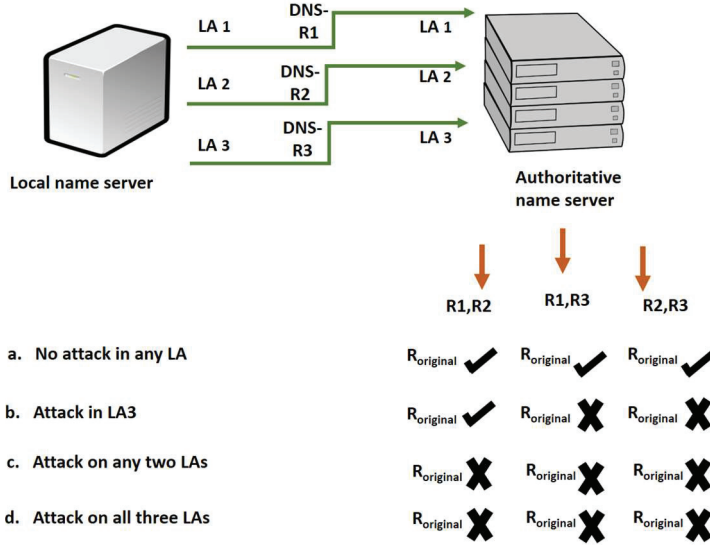 LA 1 DNS-R1 LA 1
LA 2 DNS-R2 LA 2
LA 3 DNS-R3 LA 3
Local name server
Authoritative
name server
R1,R2 R1,R3 R2,R3
a. No attack in any LA Roriginal Roriginal Roriginal
b. Attack in LA3 Roriginal Roriginal Roriginal
c. Attack on any two LAs Roriginal Roriginal Roriginal
d. Attack on all three LAs Roriginal Roriginal Roriginal